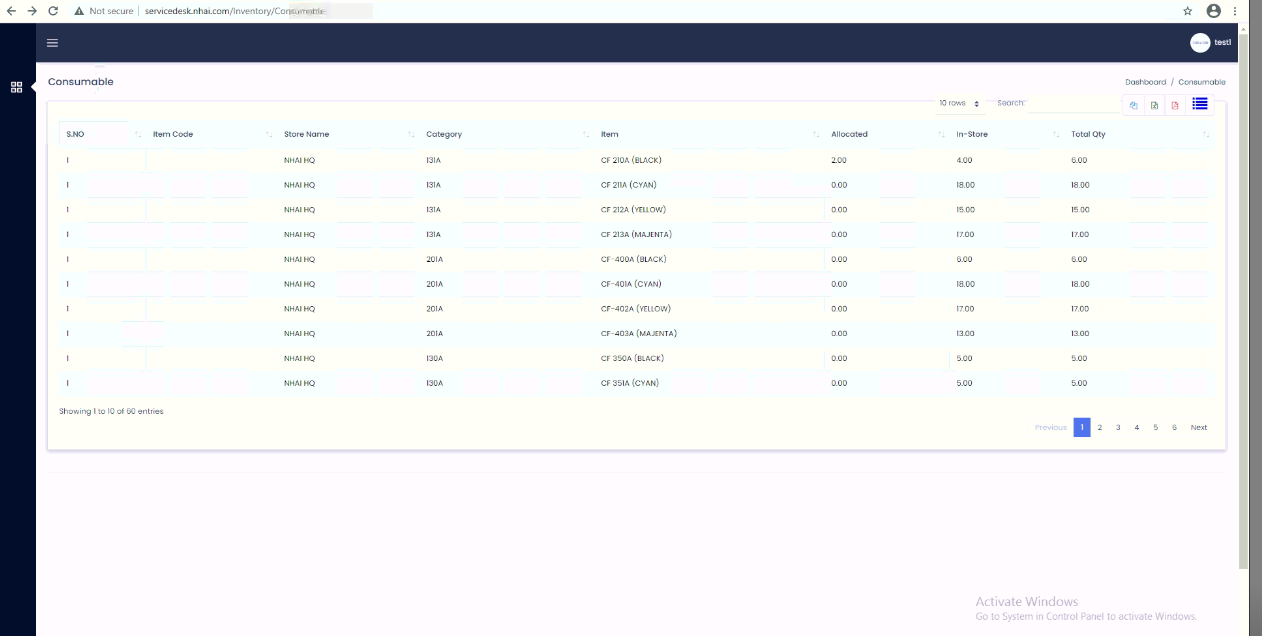 Not secure | servicedesk.nhai.com/Inventory/Consumable
testl
Consumable
Dashboard / Consumable
10 rows Search:
S.NO Item Code Store Name Category Item Allocated In-Store Total Qty
1 NHAI HQ 131A CF 210A (BLACK) 2.00 4.00 6.00
1 NHAI HQ 131A CF 211A (CYAN) 0.00 18.00 18.00
1 NHAI HQ 131A CF 212A (YELLOW) 0.00 15.00 15.00
1 NHAI HQ 131A CF 213A (MAJENTA) 0.00 17.00 17.00
1 NHAI HQ 201A CF-400A (BLACK) 0.00 6.00 6.00
1 NHAI HQ 201A CF-401A (CYAN) 0.00 18.00 18.00
1 NHAI HQ 201A CF-402A (YELLOW) 0.00 17.00 17.00
1 NHAI HQ 201A CF-403A (MAJENTA) 0.00 13.00 13.00
1 NHAI HQ 130A CF 350A (BLACK) 0.00 5.00 5.00
1 NHAI HQ 130A CF 351A (CYAN) 0.00 5.00 5.00
Showing 1 to 10 of 60 entries
Previous 1 2 3 4 5 6 Next
Activate Windows
Go to System in Control Panel to activate Windows.